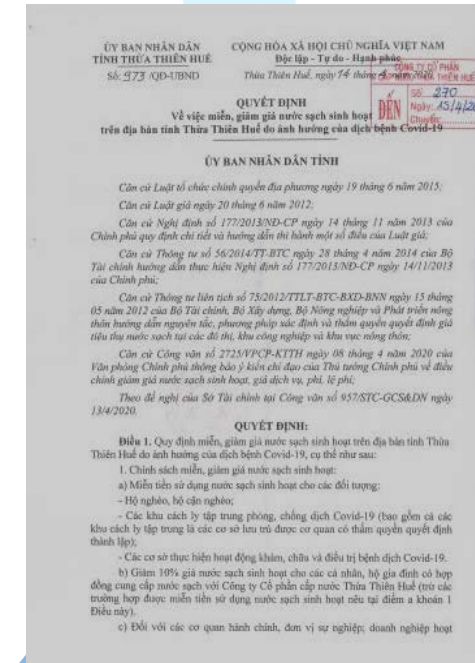 ỦY BAN NHÂN DÂN
TỈNH THỪA THIÊN HUẾ
Số: 973 /QĐ-UBND
CỘNG HÒA XÃ HỘI CHỦ NGHĨA VIỆT NAM
Độc lập - Tự do - Hạnh phúc
Thừa Thiên Huế, ngày 14 tháng 4 năm 2020
CÔNG TY CỔ PHẦN
THIÊN HUẾ
ĐẾN
Số: 270
Ngày: 15/4/20
Chuyển:
QUYẾT ĐỊNH
Về việc miễn, giảm giá nước sạch sinh hoạt
trên địa bàn tỉnh Thừa Thiên Huế do ảnh hưởng của dịch bệnh Covid-19
ỦY BAN NHÂN DÂN TỈNH
Căn cứ Luật tổ chức chính quyền địa phương ngày 19 tháng 6 năm 2015;
Căn cứ Luật giá ngày 20 tháng 6 năm 2012;
Căn cứ Nghị định số 177/2013/NĐ-CP ngày 14 tháng 11 năm 2013 của
Chính phủ quy định chi tiết và hướng dẫn thi hành một số điều của Luật giá;
Căn cứ Thông tư số 56/2014/TT-BTC ngày 28 tháng 4 năm 2014 của Bộ
Tài chính hướng dẫn thực hiện Nghị định số 177/2013/NĐ-CP ngày 14/11/2013
của Chính phủ;
Căn cứ Thông tư liên tịch số 75/2012/TTLT-BTC-BXD-BNN ngày 15 tháng
05 năm 2012 của Bộ Tài chính, Bộ Xây dựng, Bộ Nông nghiệp và Phát triển nông
thôn hướng dẫn nguyên tắc, phương pháp xác định và thẩm quyền quyết định giá
tiêu thụ nước sạch tại các đô thị, khu công nghiệp và khu vực nông thôn;
Căn cứ Công văn số 2725/VPCP-KTTH ngày 08 tháng 4 năm 2020 của
Văn phòng Chính phủ thông báo ý kiến chỉ đạo của Thủ tướng Chính phủ về điều
chỉnh giảm giá nước sạch sinh hoạt, giá dịch vụ, phí, lệ phí;
Theo đề nghị của Sở Tài chính tại Công văn số 957/STC-GCS&DN ngày
13/4/2020.
QUYẾT ĐỊNH:
Điều 1. Quy định miễn, giảm giá nước sạch sinh hoạt trên địa bàn tỉnh Thừa
Thiên Huế do ảnh hưởng của dịch bệnh Covid-19, cụ thể như sau:
1. Chính sách miễn, giảm giá nước sạch sinh hoạt:
a) Miễn tiền sử dụng nước sạch sinh hoạt cho các đối tượng:
- Hộ nghèo, hộ cận nghèo;
- Các khu cách ly tập trung phòng, chống dịch Covid-19 (bao gồm cả các
khu cách ly tập trung là các cơ sở lưu trú được cơ quan có thẩm quyền quyết định
thành lập);
- Các cơ sở thực hiện hoạt động khám, chữa và điều trị bệnh dịch Covid-19.
b) Giảm 10% giá nước sạch sinh hoạt cho các cá nhân, hộ gia đình có hợp
đồng cung cấp nước sạch với Công ty Cổ phần cấp nước Thừa Thiên Huế (trừ các
trường hợp được miễn tiền sử dụng nước sạch sinh hoạt nêu tại điểm a khoản 1
Điều này).
c) Đối với các cơ quan hành chính, đơn vị sự nghiệp; doanh nghiệp hoạt